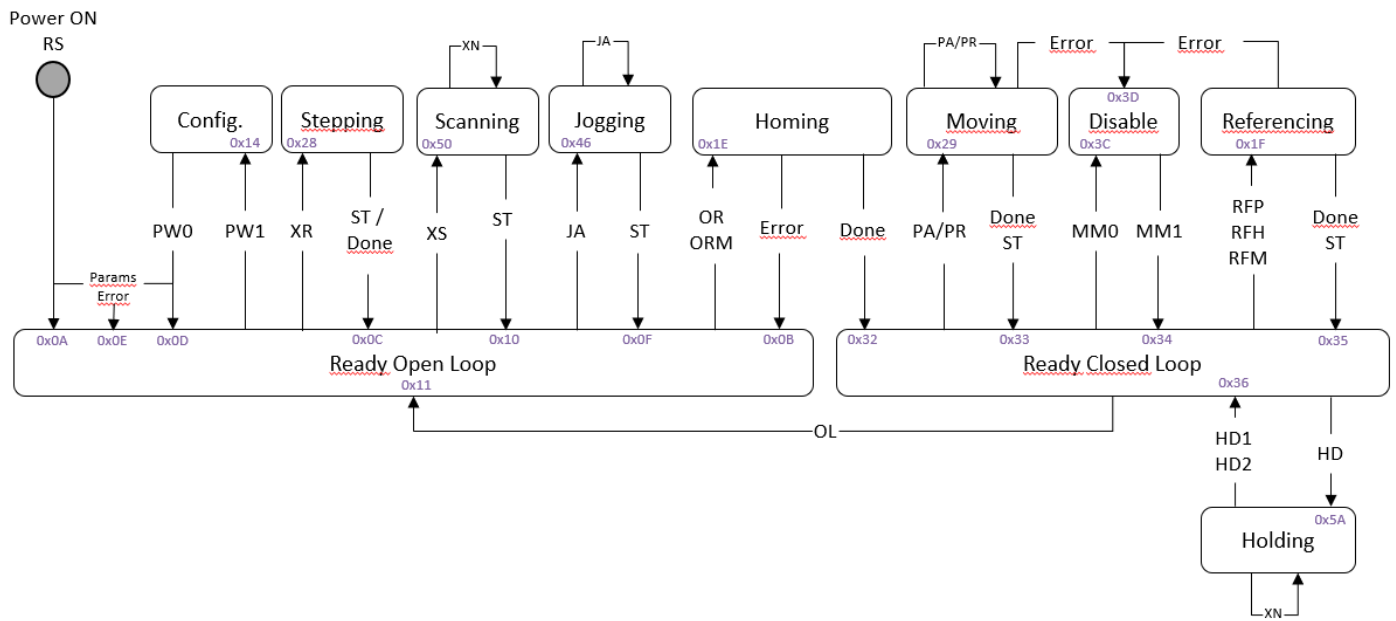 Power ON
RS
XN
JA
PA/PR
Error
Error
Config.
0x14
Stepping
0x28
Scanning
0x50
Jogging
0x46
Homing
0x1E
Moving
0x29
0x3D
Disable
0x3C
Referencing
0x1F
PW0
PW1
XR
ST /
Done
XS
ST
JA
ST
OR
ORM
Error
Done
PA/PR
Done
ST
MM0
MM1
RFP
RFH
RFM
Done
ST
Params
Error
0x0A
0x0E
0x0D
0x0C
0x10
0x0F
0x0B
Ready Open Loop
0x11
0x32
0x33
0x34
0x35
Ready Closed Loop
0x36
OL
HD1
HD2
HD
0x5A
Holding
XN